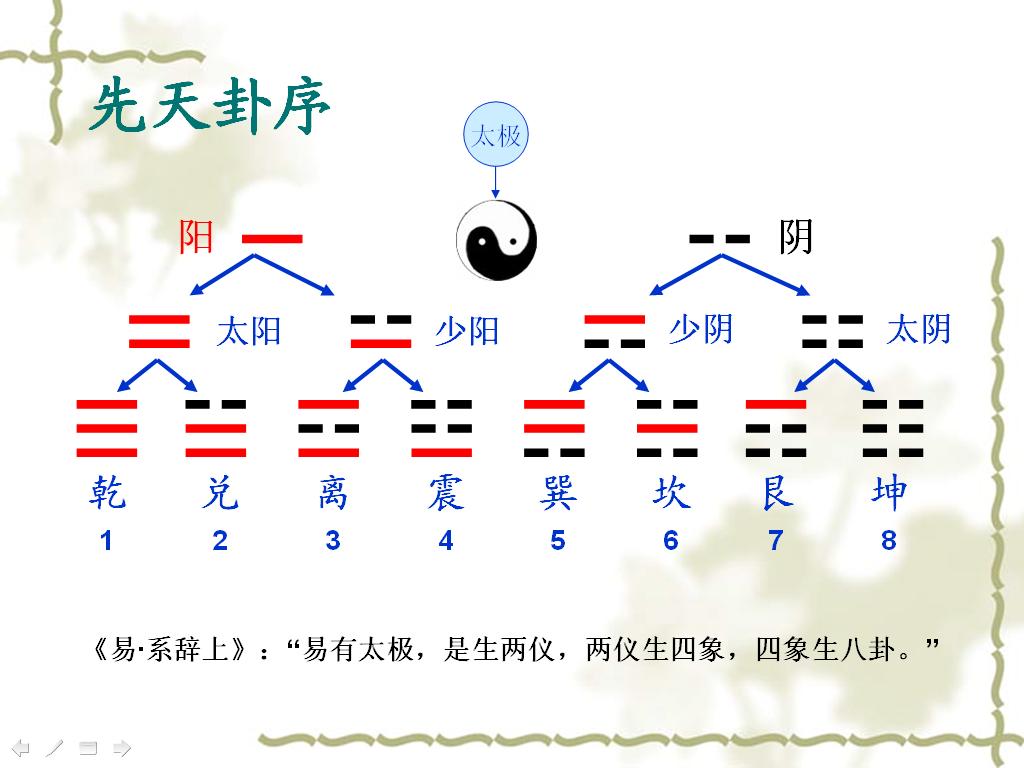 先天卦序
太极
阳 阴
太阳 少阳 少阴 太阴
乾 兑 离 震 巽 坎 艮 坤
1 2 3 4 5 6 7 8
《易·系辞上》:“易有太极,是生两仪,两仪生四象,四象生八卦。”